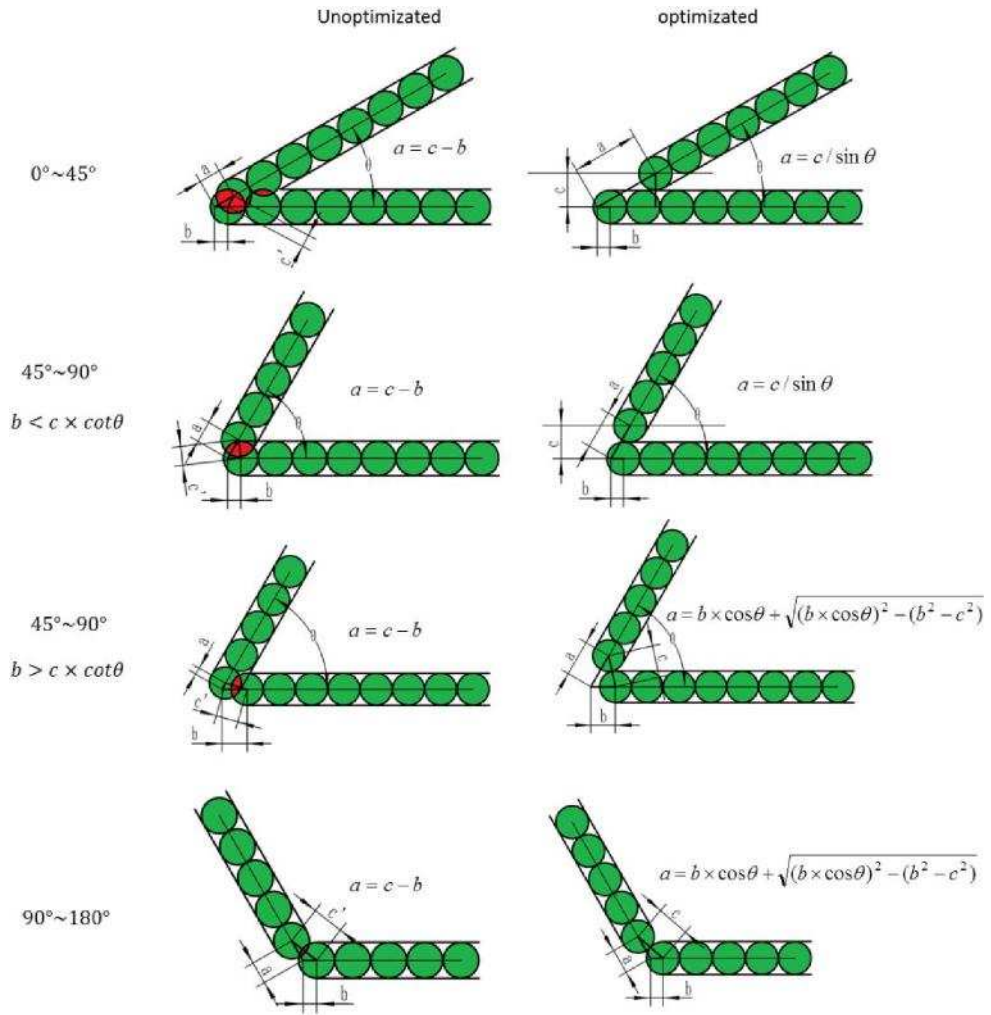 Unoptimizated optimizated
0°~45°
a = c − b
a = c / sin θ
a
θ
b
c'
a
c
θ
b
45°~90°
b < c × cotθ
a = c − b
a = c / sin θ
a
θ
c'
b
a
c
θ
b
45°~90°
b > c × cotθ
a = c − b
a = b × cosθ + √(b × cosθ)² − (b² − c²)
a
θ
c'
b
a
c
θ
b
90°~180°
a = c − b
a = b × cosθ + √(b × cosθ)² − (b² − c²)
c'
a
b
c
a
b